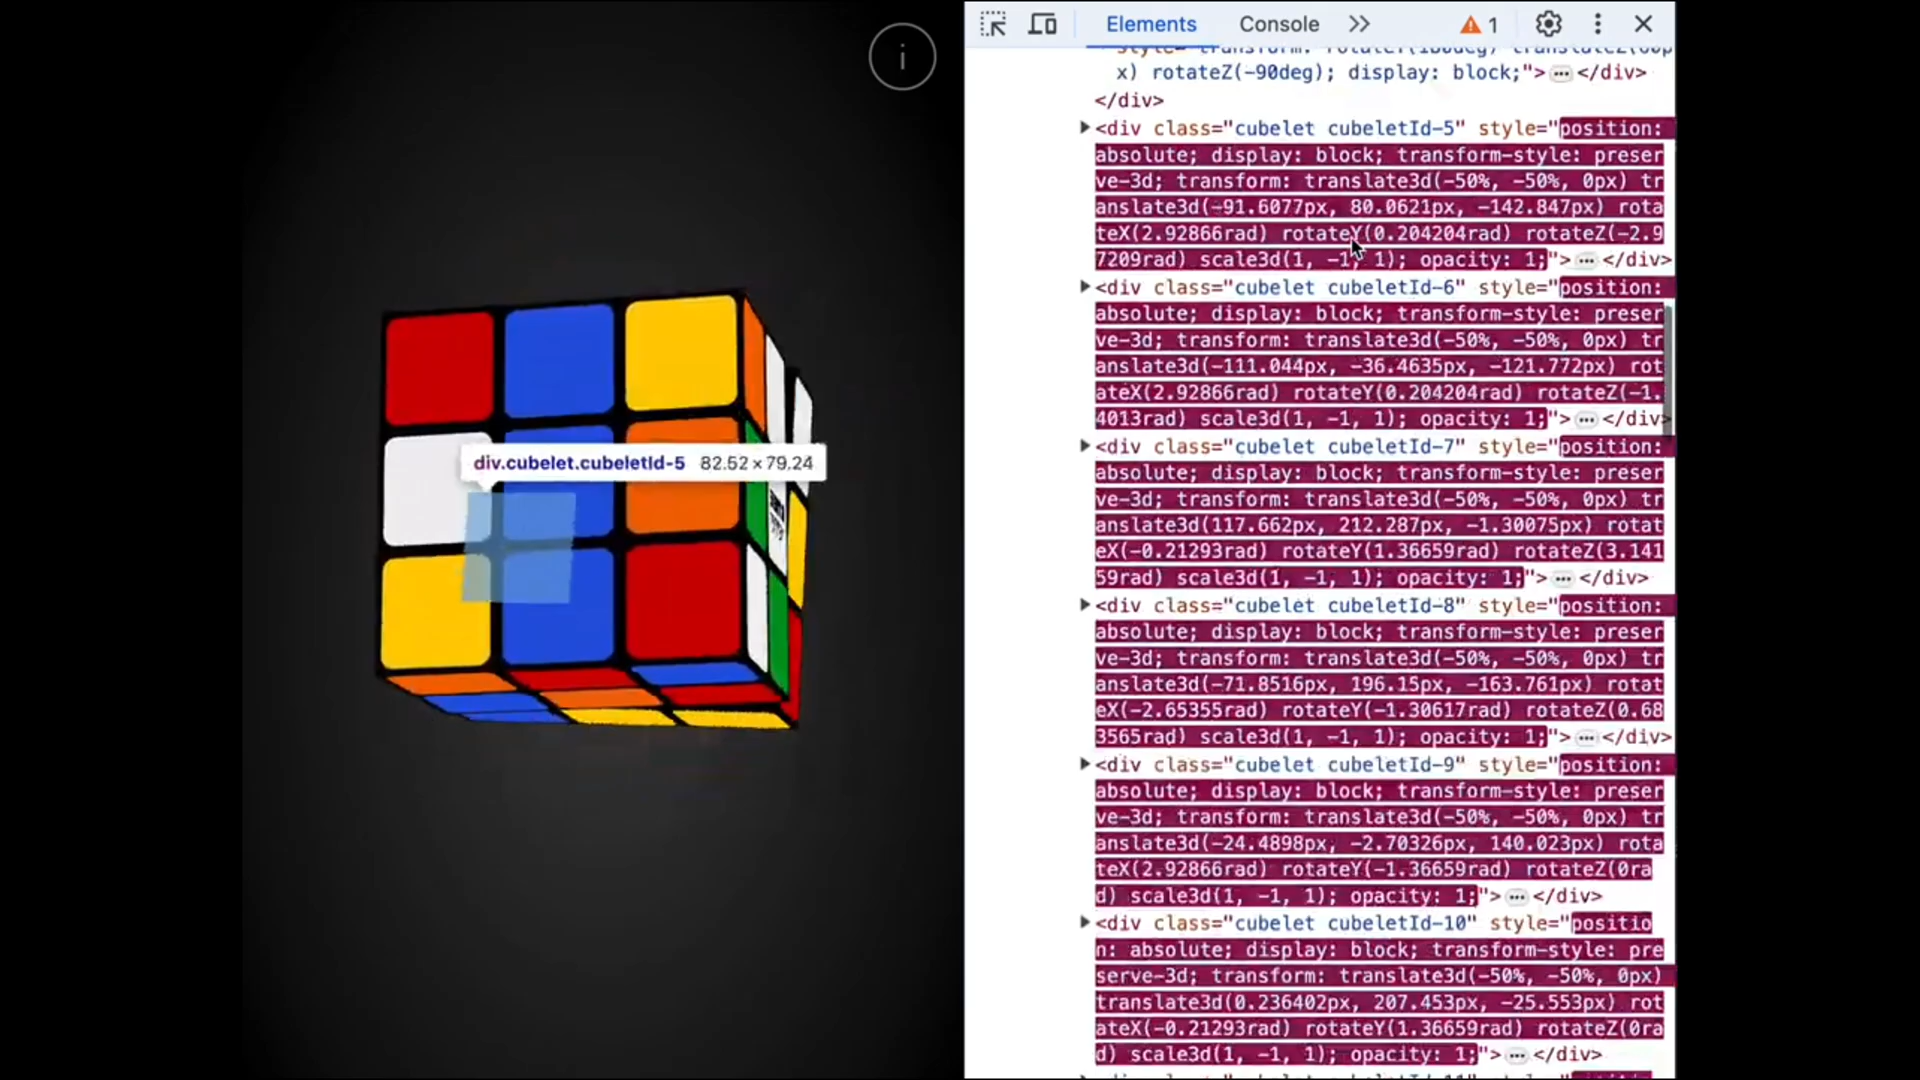 i
Elements Console 1
style="transform: rotateY(180deg) translateZ(60p
x) rotateZ(-90deg); display: block;"> </div>
</div>
<div class="cubelet cubeletId-5" style="position:
absolute; display: block; transform-style: preser
ve-3d; transform: translate3d(-50%, -50%, 0px) tr
anslate3d(-91.6077px, 80.0621px, -142.847px) rota
teX(2.92866rad) rotateY(0.204204rad) rotateZ(-2.9
7209rad) scale3d(1, -1, 1); opacity: 1;"> </div>
<div class="cubelet cubeletId-6" style="position:
absolute; display: block; transform-style: preser
ve-3d; transform: translate3d(-50%, -50%, 0px) tr
anslate3d(-111.044px, -36.4635px, -121.772px) rot
ateX(2.92866rad) rotateY(0.204204rad) rotateZ(-1.
4013rad) scale3d(1, -1, 1); opacity: 1;"> </div>
<div class="cubelet cubeletId-7" style="position:
absolute; display: block; transform-style: preser
ve-3d; transform: translate3d(-50%, -50%, 0px) tr
anslate3d(117.662px, 212.287px, -1.30075px) rotat
eX(-0.21293rad) rotateY(1.36659rad) rotateZ(3.141
59rad) scale3d(1, -1, 1); opacity: 1;"> </div>
<div class="cubelet cubeletId-8" style="position:
absolute; display: block; transform-style: preser
ve-3d; transform: translate3d(-50%, -50%, 0px) tr
anslate3d(-71.8516px, 196.15px, -163.761px) rotat
eX(-2.65355rad) rotateY(-1.30617rad) rotateZ(0.68
3565rad) scale3d(1, -1, 1); opacity: 1;"> </div>
<div class="cubelet cubeletId-9" style="position:
absolute; display: block; transform-style: preser
ve-3d; transform: translate3d(-50%, -50%, 0px) tr
anslate3d(-24.4898px, -2.70326px, 140.023px) rota
teX(2.92866rad) rotateY(-1.36659rad) rotateZ(0ra
d) scale3d(1, -1, 1); opacity: 1;"> </div>
<div class="cubelet cubeletId-10" style="positio
n: absolute; display: block; transform-style: pre
serve-3d; transform: translate3d(-50%, -50%, 0px)
translate3d(0.236402px, 207.453px, -25.553px) rot
ateX(-0.21293rad) rotateY(1.36659rad) rotateZ(0ra
d) scale3d(1, -1, 1); opacity: 1;"> </div>
div.cubelet.cubeletId-5 82.52 × 79.24